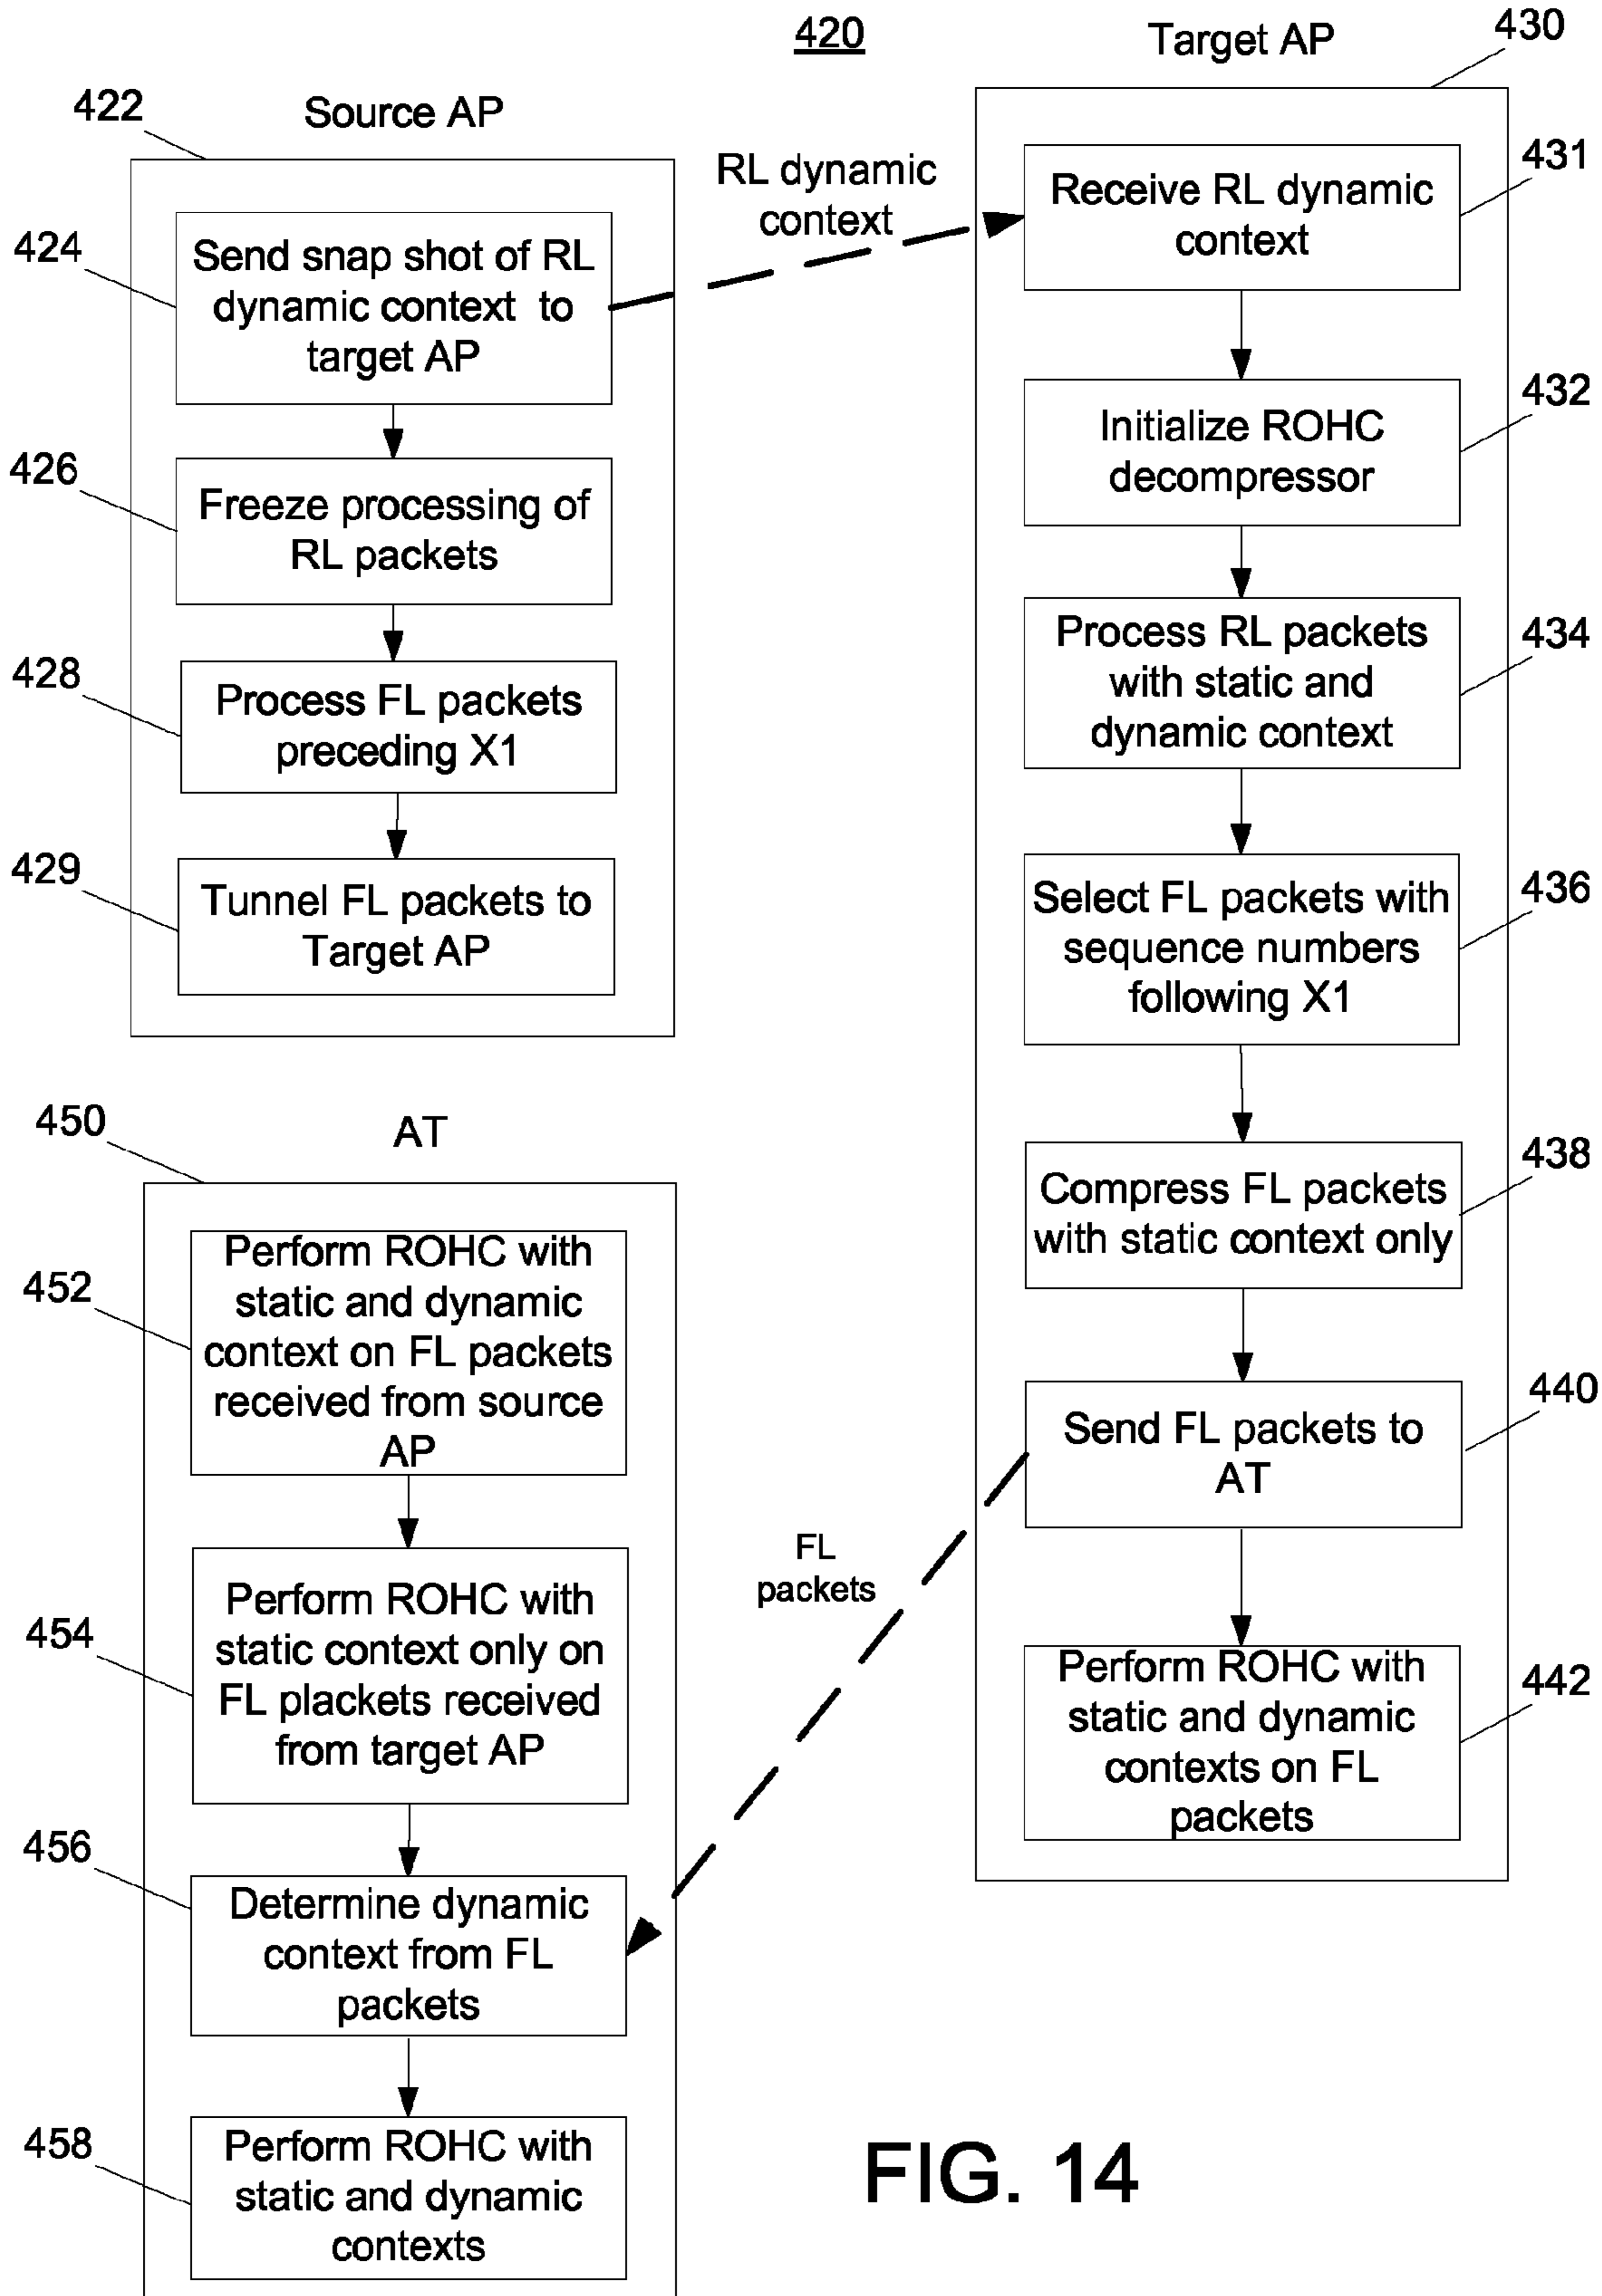 420
422
Source AP
424
Send snap shot of RL
dynamic context to
target AP
426
Freeze processing of
RL packets
428
Process FL packets
preceding X1
429
Tunnel FL packets to
Target AP
RL dynamic
context
Target AP
430
431
Receive RL dynamic
context
432
Initialize ROHC
decompressor
434
Process RL packets
with static and
dynamic context
436
Select FL packets with
sequence numbers
following X1
438
Compress FL packets
with static context only
440
Send FL packets to
AT
442
Perform ROHC with
static and dynamic
contexts on FL
packets
FL
packets
450
AT
452
Perform ROHC with
static and dynamic
context on FL packets
received from source
AP
454
Perform ROHC with
static context only on
FL plackets received
from target AP
456
Determine dynamic
context from FL
packets
458
Perform ROHC with
static and dynamic
contexts
FIG. 14